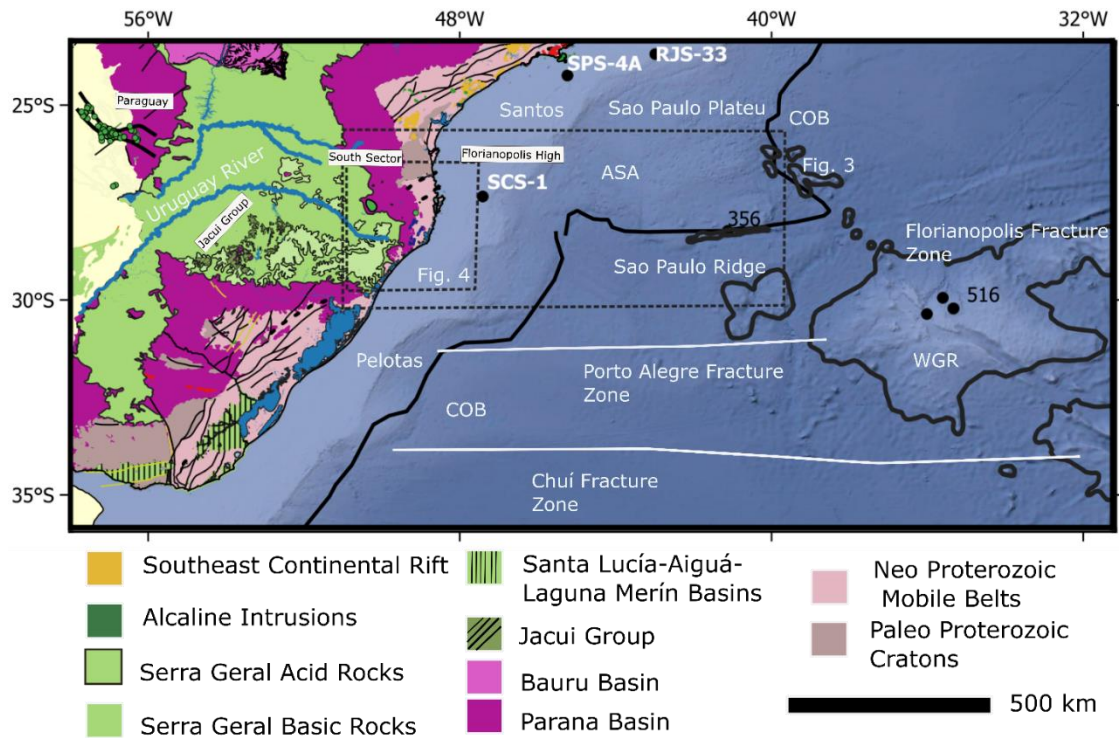 56°W
48°W
40°W
32°W
25°S
30°S
35°S
SPS-4A
RJS-33
Paraguay
Santos
Sao Paulo Plateu
COB
South Sector
Florianopolis High
Fig. 3
Uruguay River
ASA
SCS-1
Jacui Group
356
Florianopolis Fracture
Zone
Fig. 4
Sao Paulo Ridge
516
Pelotas
WGR
Porto Alegre Fracture
Zone
COB
Chuí Fracture
Zone
Southeast Continental Rift
Alcaline Intrusions
Serra Geral Acid Rocks
Serra Geral Basic Rocks
Santa Lucía-Aiguá-
Laguna Merín Basins
Jacui Group
Bauru Basin
Parana Basin
Neo Proterozoic
Mobile Belts
Paleo Proterozoic
Cratons
500 km